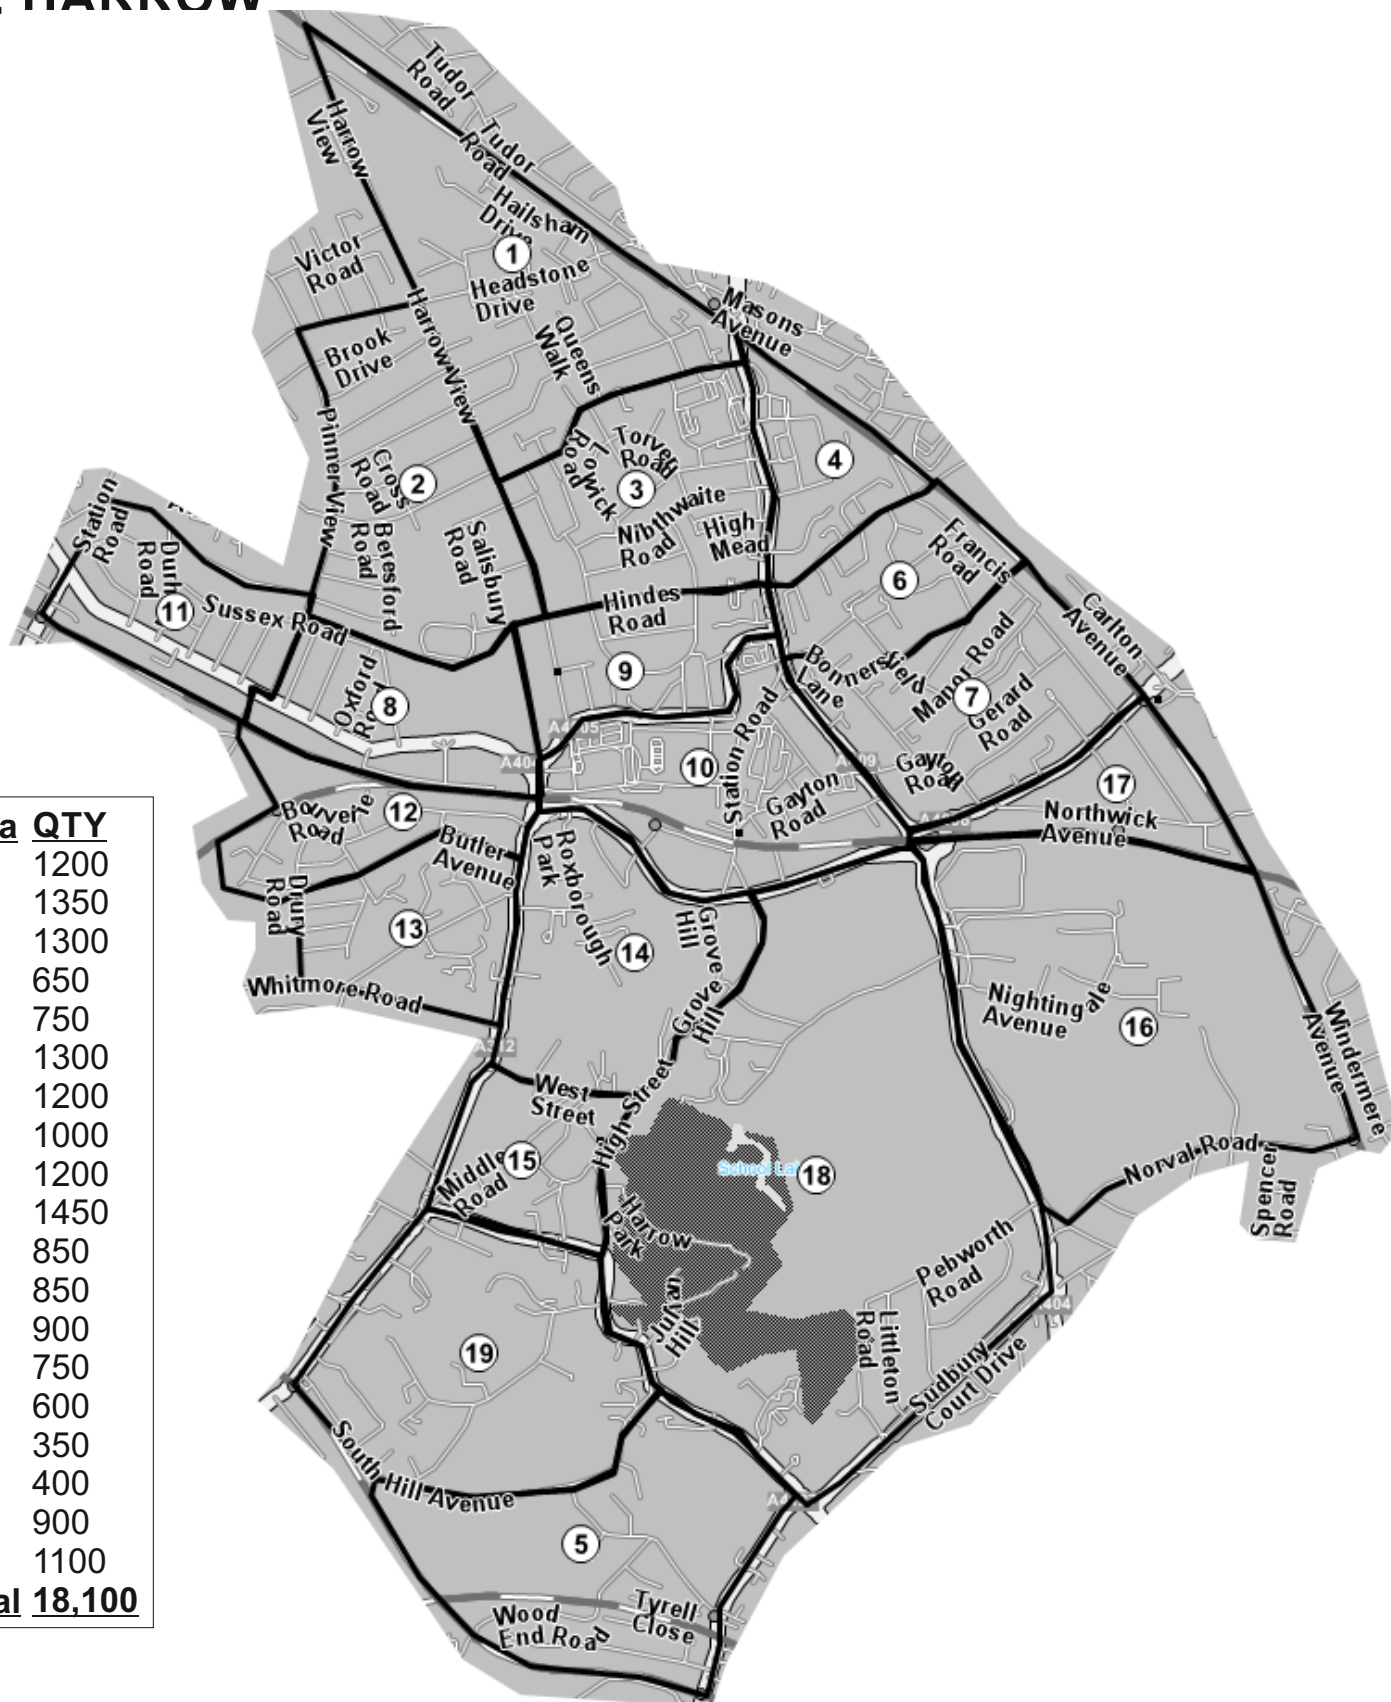 HARROW
Tudor
Road
Tudor
Road
Harrow
View
Hailsham
Drive
1
Victor
Road
Headstone
Drive
Masons
Avenue
Harrow View
Brook
Drive
Queens
Walk
Pinner View
Cross
Road
2
Lowick
Road
Torver
Road
3
4
Nibthwaite
Road
High
Mead
Station
Road
Beresford
Road
Salisbury
Road
Francis
Road
6
11
Sussex Road
Hindes
Road
Carlton
Avenue
Bonnersfield
Lane
Manor Road
7
Gerard
Road
9
Oxford
8
10
Station Road
Gayton
Road
Gayton
Road
17
Northwick
Avenue
12
Bouverie
Road
Butler
Avenue
Roxborough
Park
Drury
Road
13
14
Grove
Hill
Whitmore Road
Grove
Hill
Nightingale
Avenue
16
Windermere
Avenue
West
Street
High Street
15
Middle
Road
School La
18
Norval Road
Spencer
Road
Harrow
Park
Julian
Hill
Pebworth
Road
Littleton
Road
19
Sudbury
Court Drive
South Hill Avenue
5
Wood
End Road
Tyrell
Close
a QTY
1200
1350
1300
650
750
1300
1200
1000
1200
1450
850
850
900
750
600
350
400
900
1100
al 18,100